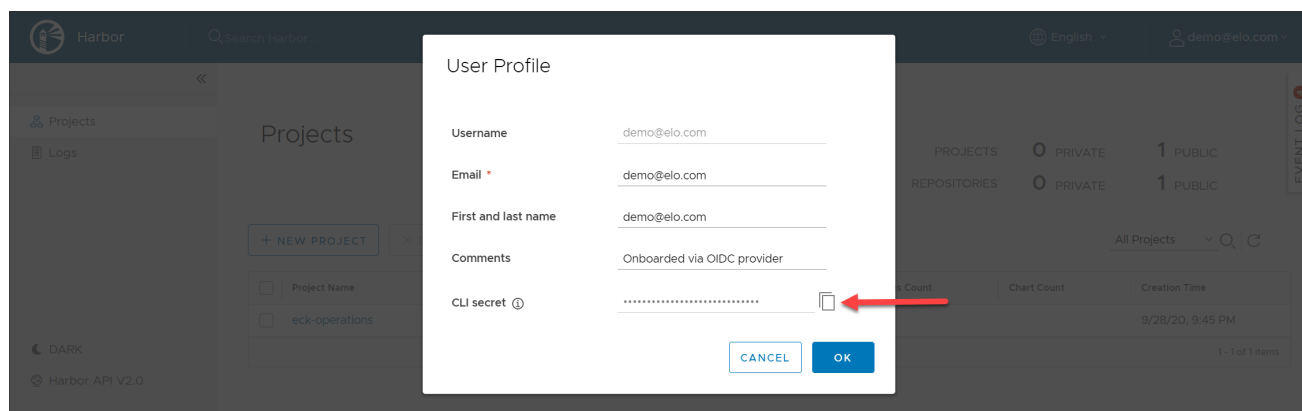 Harbor
Search Harbor...
English
demo@elo.com
Projects
Logs
DARK
Harbor API V2.0
Projects
PROJECTS 0 PRIVATE 1 PUBLIC
REPOSITORIES 0 PRIVATE 1 PUBLIC
EVENT LOG
+ NEW PROJECT
All Projects
Project Name
Count
Chart Count
Creation Time
eck-operations
9/28/20, 9:45 PM
1 - 1 of 1 items
User Profile
Username demo@elo.com
Email * demo@elo.com
First and last name demo@elo.com
Comments Onboarded via OIDC provider
CLI secret ••••••••••••••••••••••••••••••
CANCEL OK